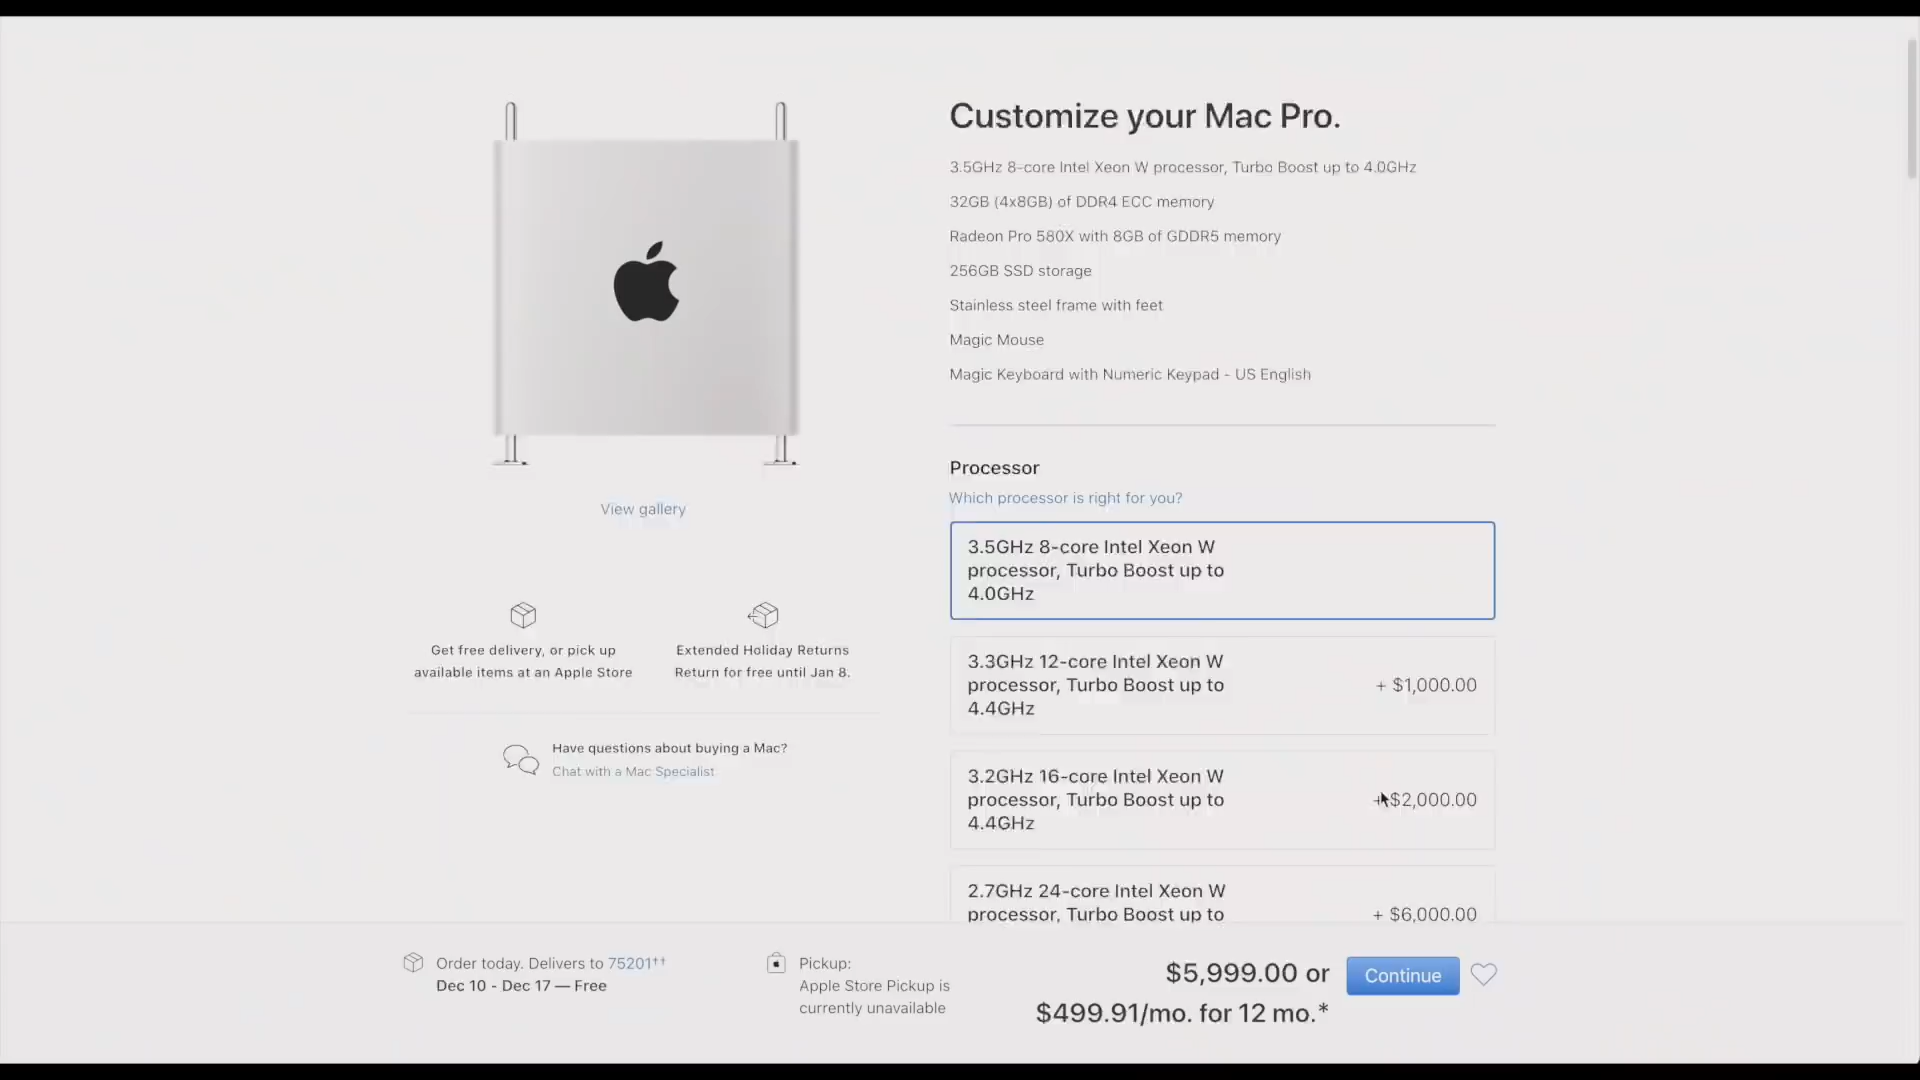 Customize your Mac Pro.
3.5GHz 8-core Intel Xeon W processor, Turbo Boost up to 4.0GHz
32GB (4x8GB) of DDR4 ECC memory
Radeon Pro 580X with 8GB of GDDR5 memory
256GB SSD storage
Stainless steel frame with feet
Magic Mouse
Magic Keyboard with Numeric Keypad - US English
View gallery
Get free delivery, or pick up
available items at an Apple Store
Extended Holiday Returns
Return for free until Jan 8.
Have questions about buying a Mac?
Chat with a Mac Specialist
Processor
Which processor is right for you?
3.5GHz 8-core Intel Xeon W
processor, Turbo Boost up to
4.0GHz
3.3GHz 12-core Intel Xeon W
processor, Turbo Boost up to
4.4GHz
+ $1,000.00
3.2GHz 16-core Intel Xeon W
processor, Turbo Boost up to
4.4GHz
+ $2,000.00
2.7GHz 24-core Intel Xeon W
processor, Turbo Boost up to
+ $6,000.00
Order today. Delivers to 75201††
Dec 10 - Dec 17 — Free
Pickup:
Apple Store Pickup is
currently unavailable
$5,999.00 or
$499.91/mo. for 12 mo.*
Continue